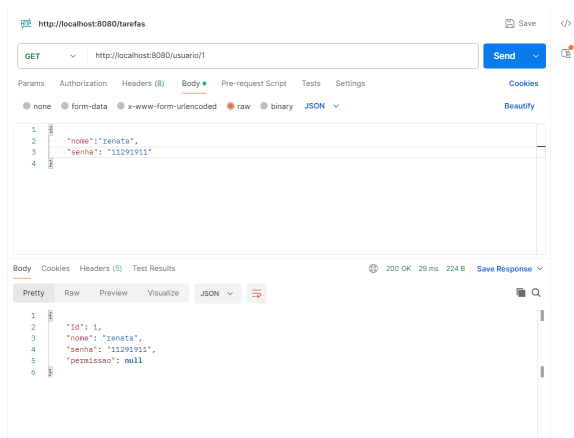 HTTP http://localhost:8080/tarefas Save
GET http://localhost:8080/usuario/1 Send
Params Authorization Headers (8) Body Pre-request Script Tests Settings Cookies
none form-data x-www-form-urlencoded raw binary JSON Beautify
1 {
2 "nome":"renata",
3 "senha": "11291911"
4 }
Body Cookies Headers (5) Test Results 200 OK 29 ms 224 B Save Response
Pretty Raw Preview Visualize JSON
1 {
2 "id": 1,
3 "nome": "renata",
4 "senha": "11291911",
5 "permissao": null
6 }